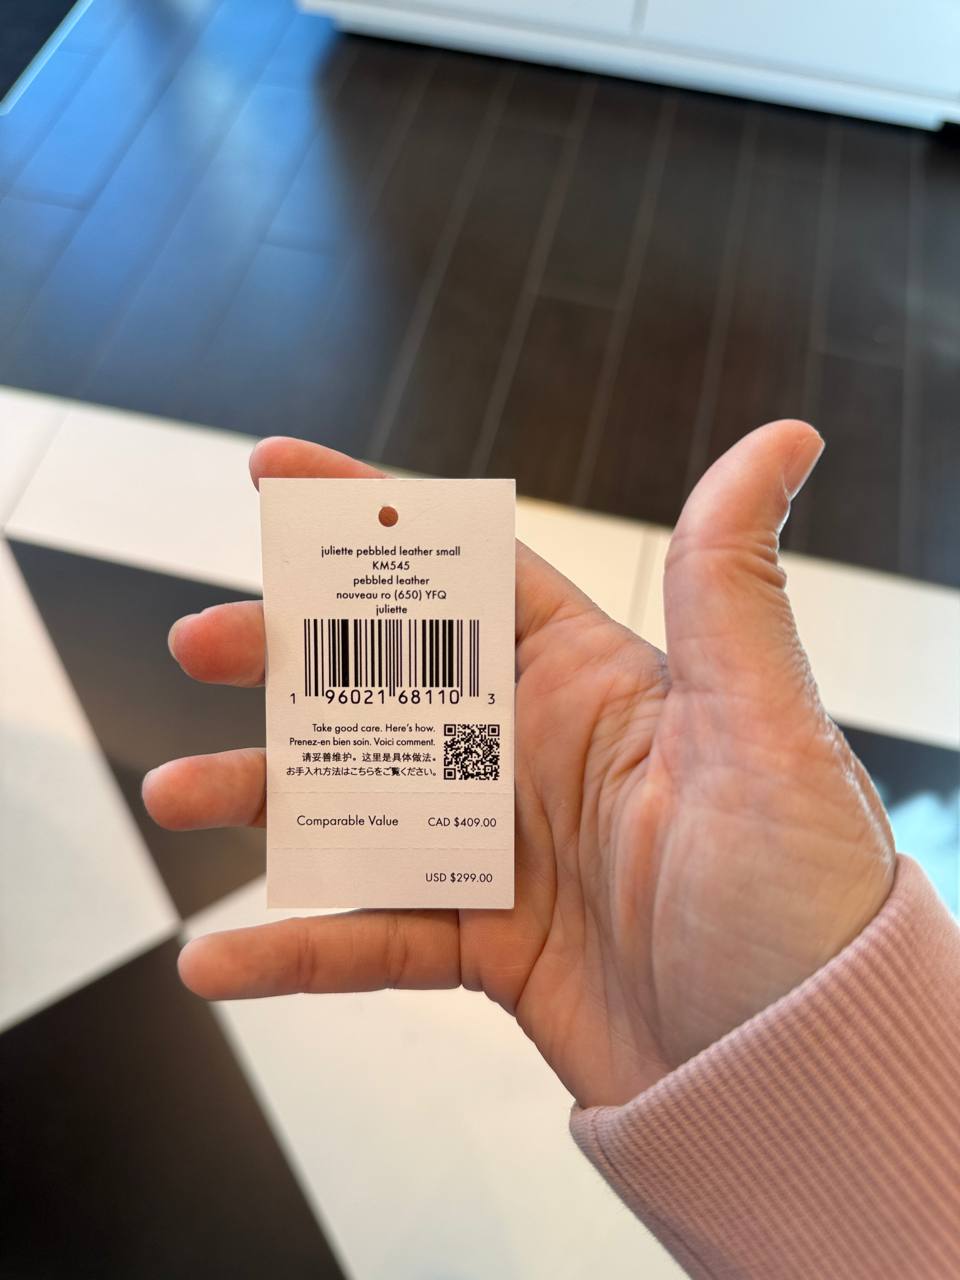 juliette pebbled leather small
KM545
pebbled leather
nouveau ro (650) YFQ
juliette
1 96021 68110 3
Take good care. Here's how.
Prenez-en bien soin. Voici comment.
请妥善维护。这里是具体做法。
お手入れ方法はこちらをご覧ください。
Comparable Value CAD $409.00
USD $299.00